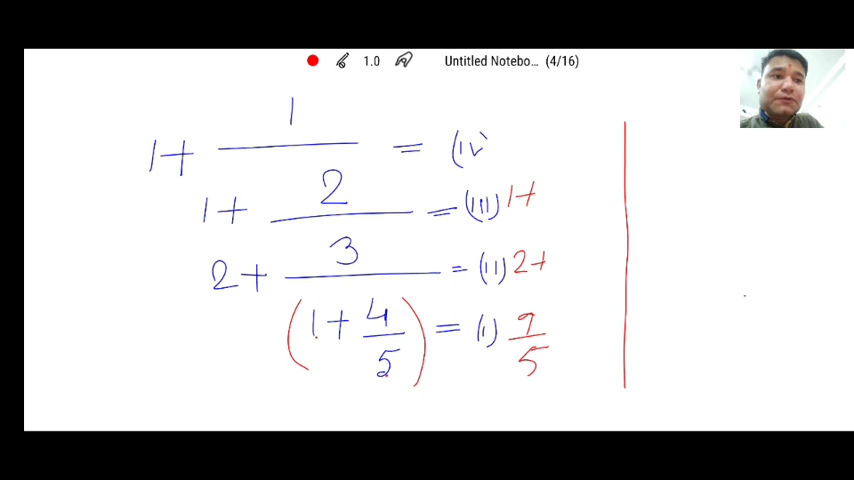 1.0 Untitled Notebo... (4/16)
1
1+ = (iv
2
1+ = (iii) 1+
3
2+ = (ii) 2+
(1 + 4/5) = (i) 9/5